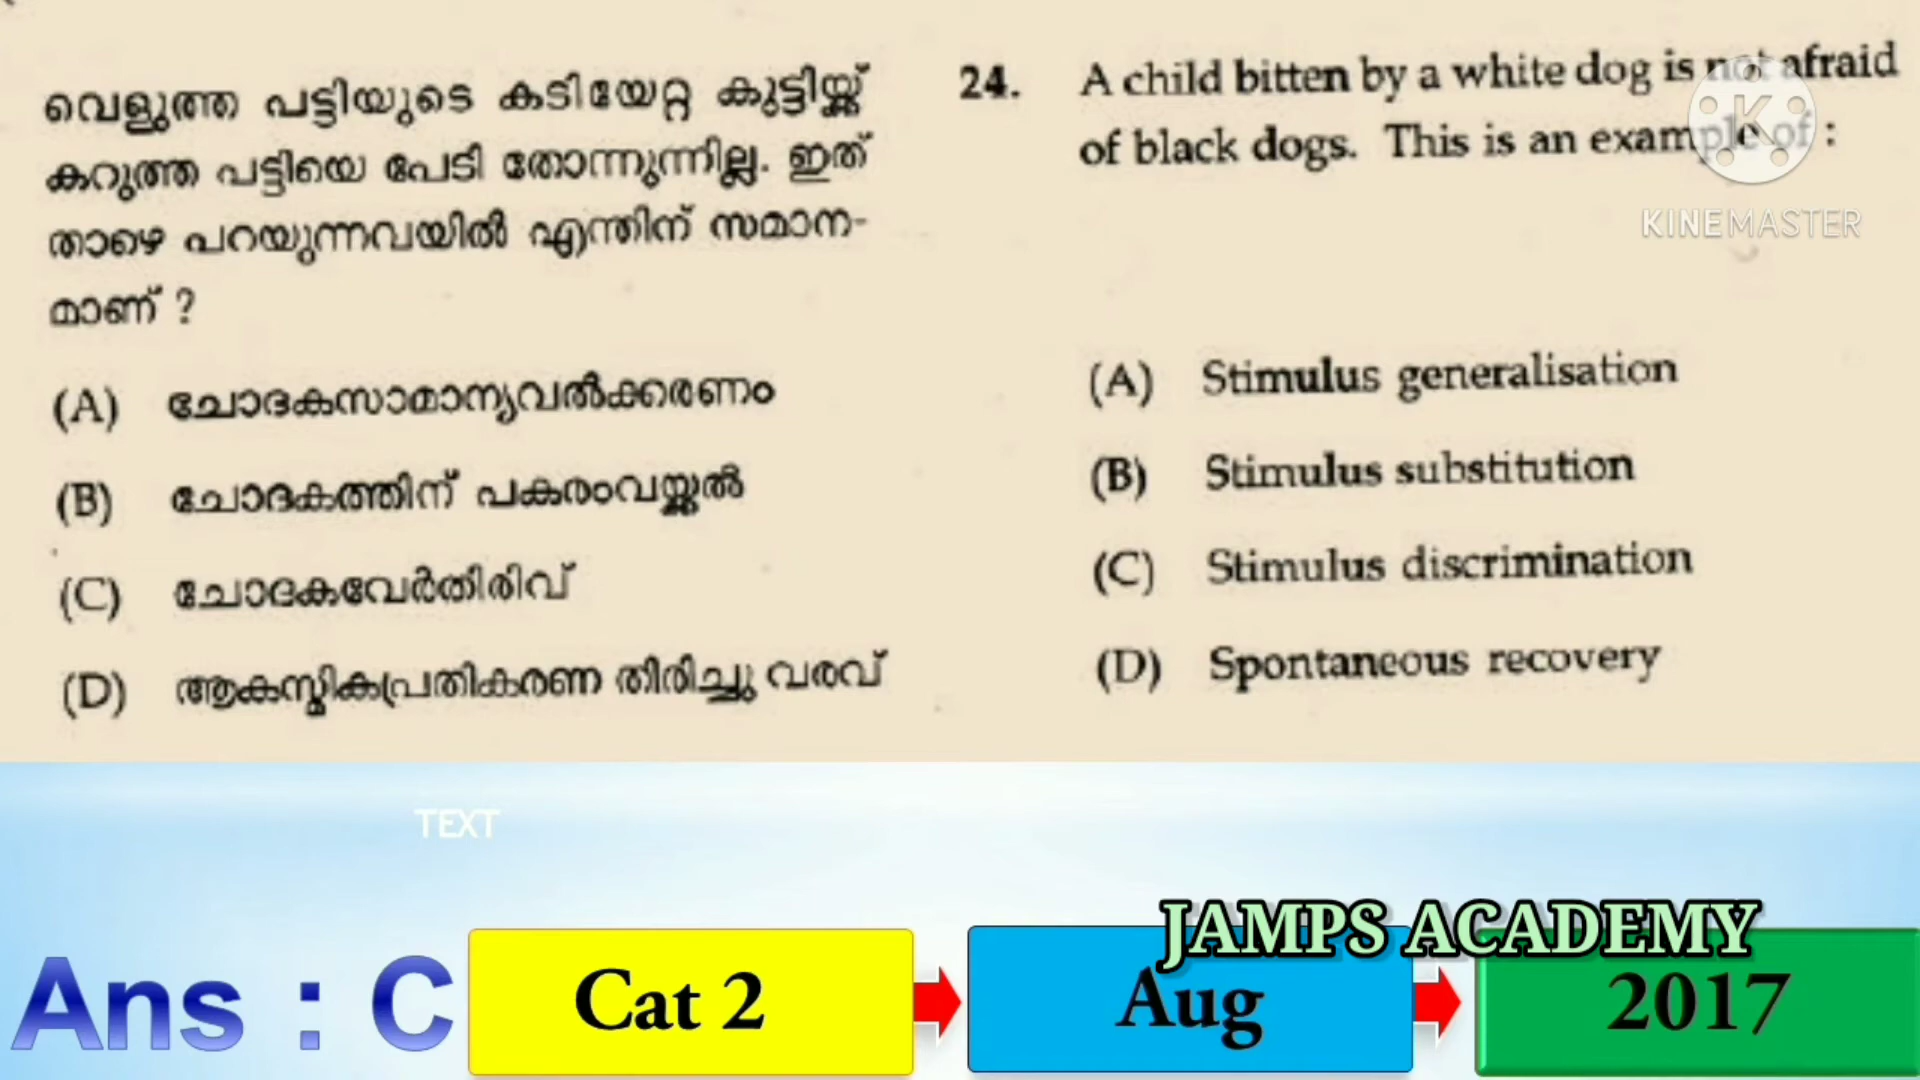 വെളുത്ത പട്ടിയുടെ കടിയേറ്റ കുട്ടിയ്ക്ക്
കറുത്ത പട്ടിയെ പേടി തോന്നുന്നില്ല. ഇത്
താഴെ പറയുന്നവയിൽ എന്തിന് സമാന-
മാണ് ?
(A) ചോദകസാമാന്യവൽക്കരണം
(B) ചോദകത്തിന് പകരംവയ്ക്കൽ
(C) ചോദകവേർതിരിവ്
(D) ആകസ്മികപ്രതികരണ തിരിച്ചു വരവ്
24. A child bitten by a white dog is not afraid
of black dogs. This is an example of :
(A) Stimulus generalisation
(B) Stimulus substitution
(C) Stimulus discrimination
(D) Spontaneous recovery
K
KINEMASTER
TEXT
JAMPS ACADEMY
Ans : C
Cat 2
Aug
2017